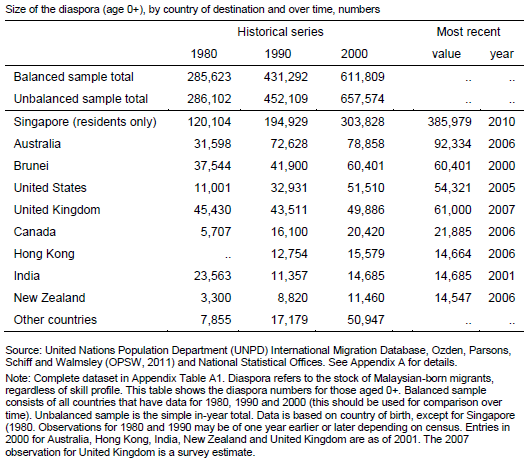 Size of the diaspora (age 0+), by country of destination and over time, numbers
Historical series Most recent
1980 1990 2000 value year
Balanced sample total 285,623 431,292 611,809 .. ..
Unbalanced sample total 286,102 452,109 657,574 .. ..
Singapore (residents only) 120,104 194,929 303,828 385,979 2010
Australia 31,598 72,628 78,858 92,334 2006
Brunei 37,544 41,900 60,401 60,401 2000
United States 11,001 32,931 51,510 54,321 2005
United Kingdom 45,430 43,511 49,886 61,000 2007
Canada 5,707 16,100 20,420 21,885 2006
Hong Kong .. 12,754 15,579 14,664 2006
India 23,563 11,357 14,685 14,685 2001
New Zealand 3,300 8,820 11,460 14,547 2006
Other countries 7,855 17,179 50,947 .. ..
Source: United Nations Population Department (UNPD) International Migration Database, Ozden, Parsons,
Schiff and Walmsley (OPSW, 2011) and National Statistical Offices. See Appendix A for details.
Note: Complete dataset in Appendix Table A1. Diaspora refers to the stock of Malaysian-born migrants,
regardless of skill profile. This table shows the diaspora numbers for those aged 0+. Balanced sample
consists of all countries that have data for 1980, 1990 and 2000 (this should be used for comparison over
time). Unbalanced sample is the simple in-year total. Data is based on country of birth, except for Singapore
(1980. Observations for 1980 and 1990 may be of one year earlier or later depending on census. Entries in
2000 for Australia, Hong Kong, India, New Zealand and United Kingdom are as of 2001. The 2007
observation for United Kingdom is a survey estimate.